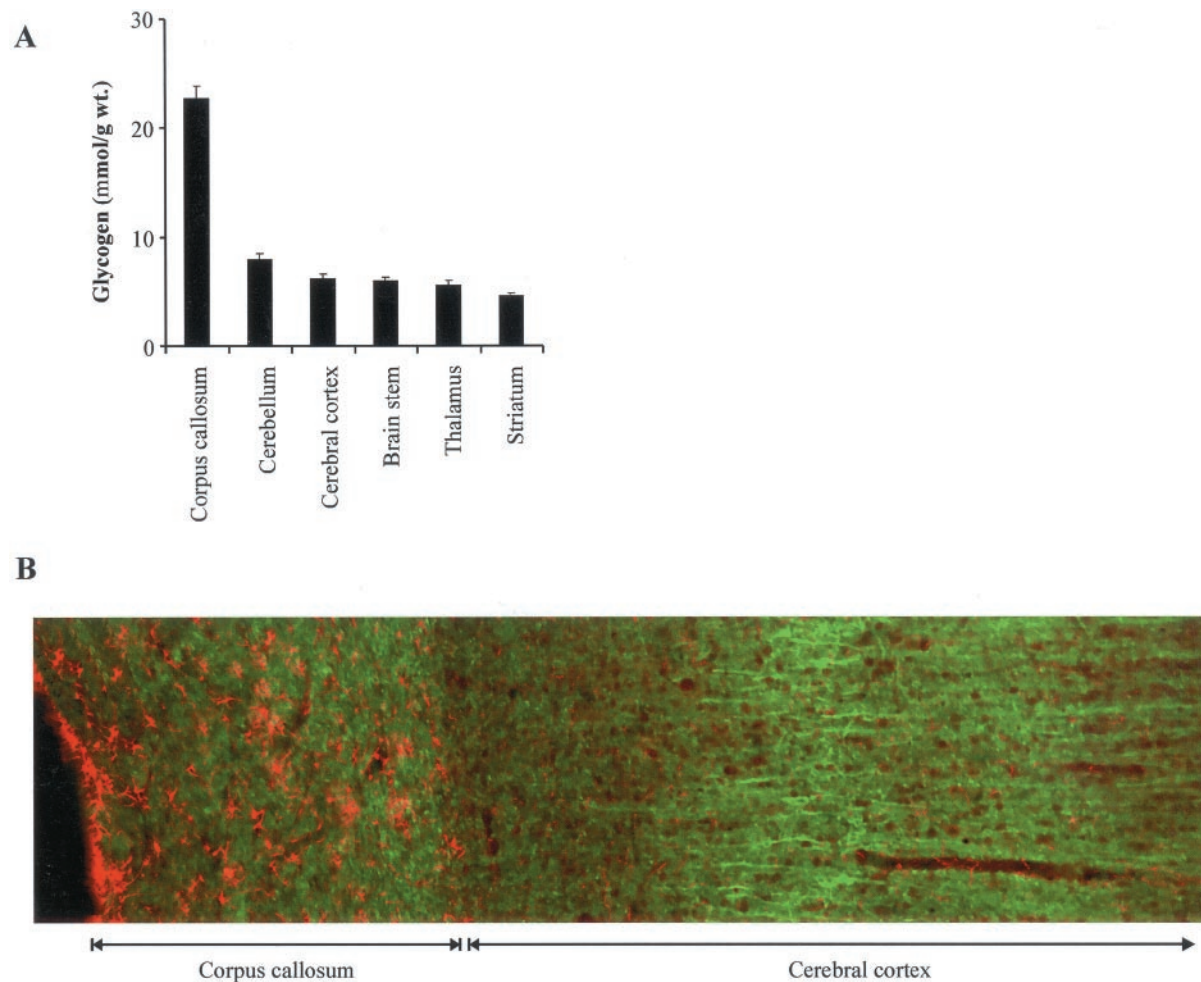 A
30
20
10
0
Glycogen (mmol/g wt.)
Corpus callosum
Cerebellum
Cerebral cortex
Brain stem
Thalamus
Striatum
B
Corpus callosum
Cerebral cortex